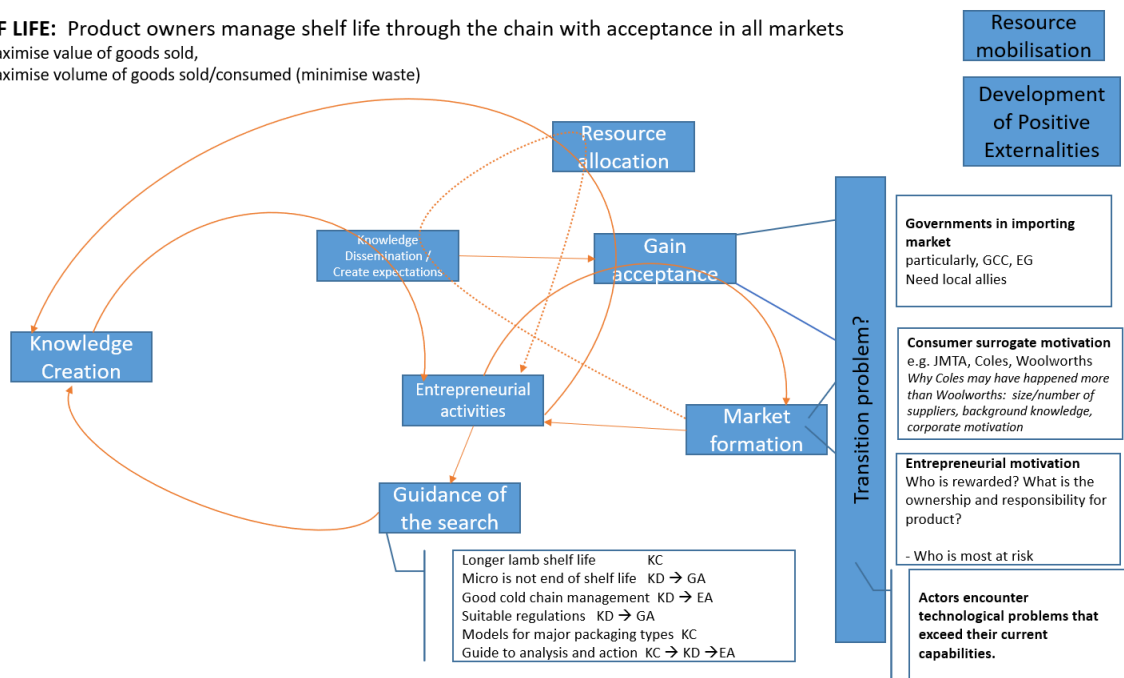 F LIFE: Product owners manage shelf life through the chain with acceptance in all markets
aximise value of goods sold,
aximise volume of goods sold/consumed (minimise waste)
Resource
mobilisation
Development
of Positive
Externalities
Resource
allocation
Knowledge
Dissemination /
Create expectations
Gain
acceptance
Knowledge
Creation
Entrepreneurial
activities
Market
formation
Guidance of
the search
Transition problem?
Governments in importing
market
particularly, GCC, EG
Need local allies
Consumer surrogate motivation
e.g. JMTA, Coles, Woolworths
Why Coles may have happened more
than Woolworths: size/number of
suppliers, background knowledge,
corporate motivation
Entrepreneurial motivation
Who is rewarded? What is the
ownership and responsibility for
product?
- Who is most at risk
Actors encounter
technological problems that
exceed their current
capabilities.
Longer lamb shelf life KC
Micro is not end of shelf life KD → GA
Good cold chain management KD → EA
Suitable regulations KD → GA
Models for major packaging types KC
Guide to analysis and action KC → KD →EA